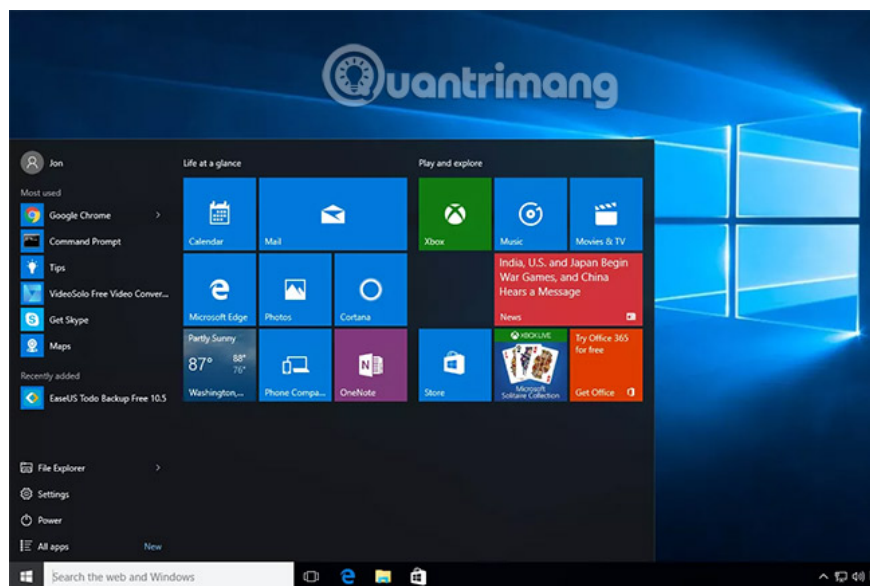 Quantrimang
Jon
Most used
Google Chrome
Command Prompt
Tips
VideoSolo Free Video Conver...
Get Skype
Maps
Recently added
EaseUS Todo Backup Free 10.5
File Explorer
Settings
Power
All apps
New
Life at a glance
Calendar
Mail
Microsoft Edge
Photos
Cortana
Partly Sunny
87° 88°
76°
Washington,...
Phone Compa...
OneNote
Play and explore
Xbox
Music
Movies & TV
India, U.S. and Japan Begin
War Games, and China
Hears a Message
News
Store
XBOX LIVE
Microsoft
Solitaire Collection
Try Office 365
for free
Get Office
Search the web and Windows